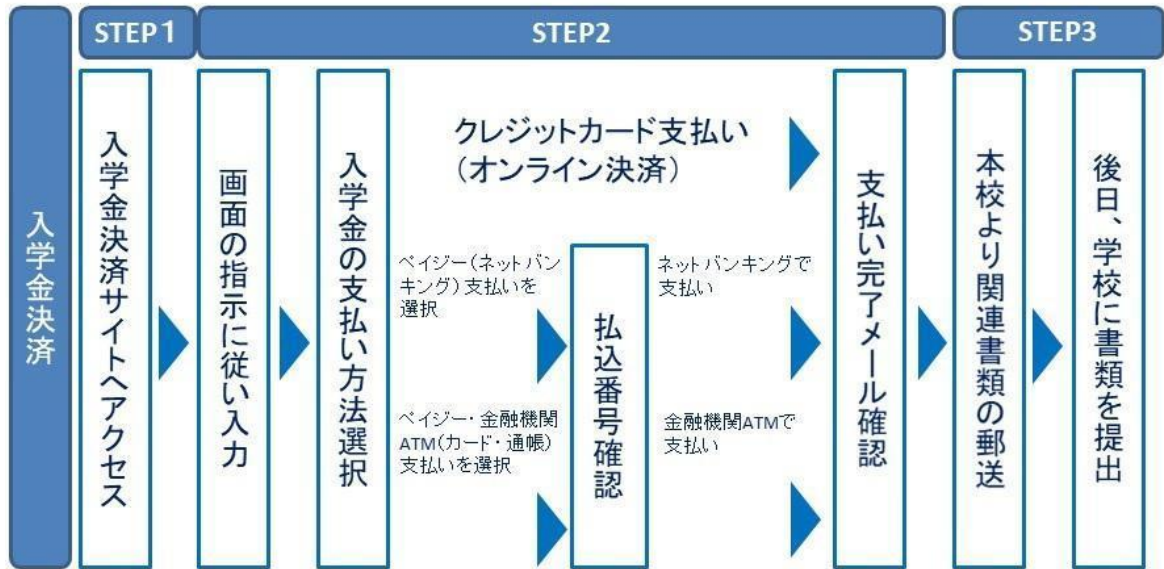 入学金決済
STEP1
STEP2
STEP3
入学金決済サイトへアクセス
画面の指示に従い入力
入学金の支払い方法選択
クレジットカード支払い
(オンライン決済)
ペイジー(ネットバン
キング)支払いを
選択
ペイジー・金融機関
ATM(カード・通帳)
支払いを選択
払込番号確認
ネットバンキングで
支払い
金融機関ATMで
支払い
支払い完了メール確認
本校より関連書類の郵送
後日、学校に書類を提出